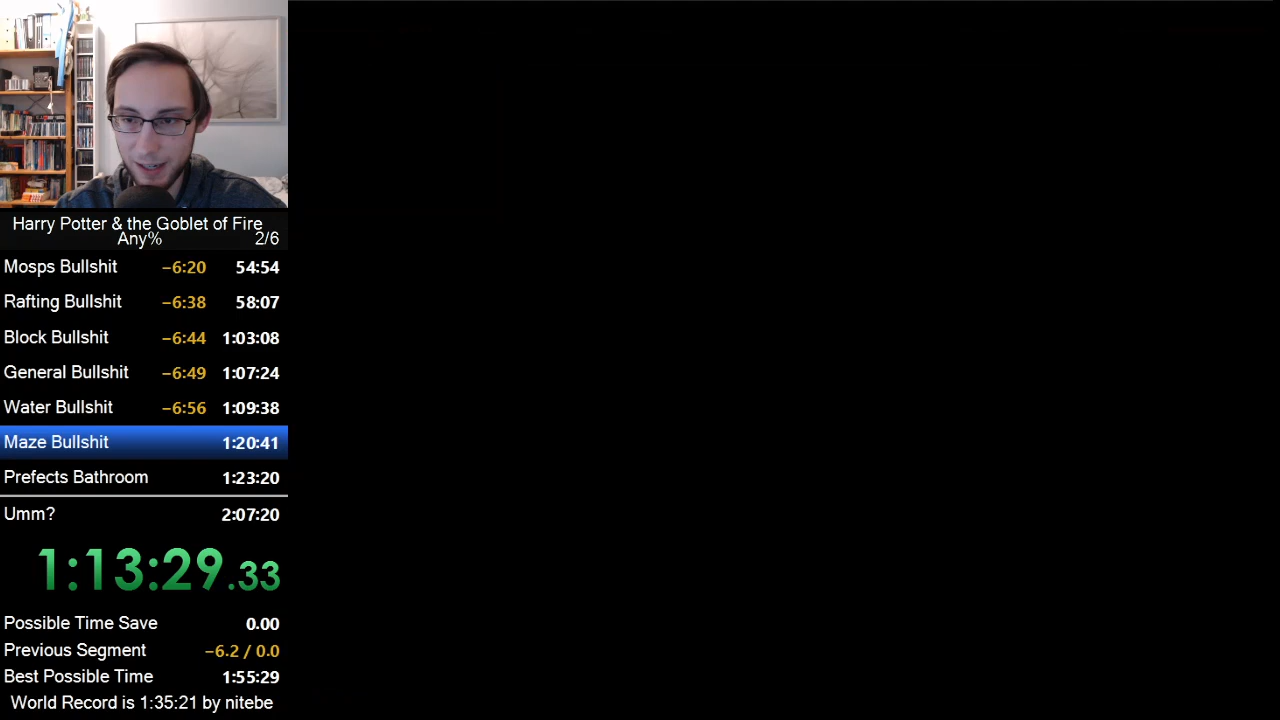 Harry Potter & the Goblet of Fire
Any% 2/6
Mosps Bullshit -6:20 54:54
Rafting Bullshit -6:38 58:07
Block Bullshit -6:44 1:03:08
General Bullshit -6:49 1:07:24
Water Bullshit -6:56 1:09:38
Maze Bullshit 1:20:41
Prefects Bathroom 1:23:20
Umm? 2:07:20
1:13:29.33
Possible Time Save 0.00
Previous Segment -6.2 / 0.0
Best Possible Time 1:55:29
World Record is 1:35:21 by nitebe